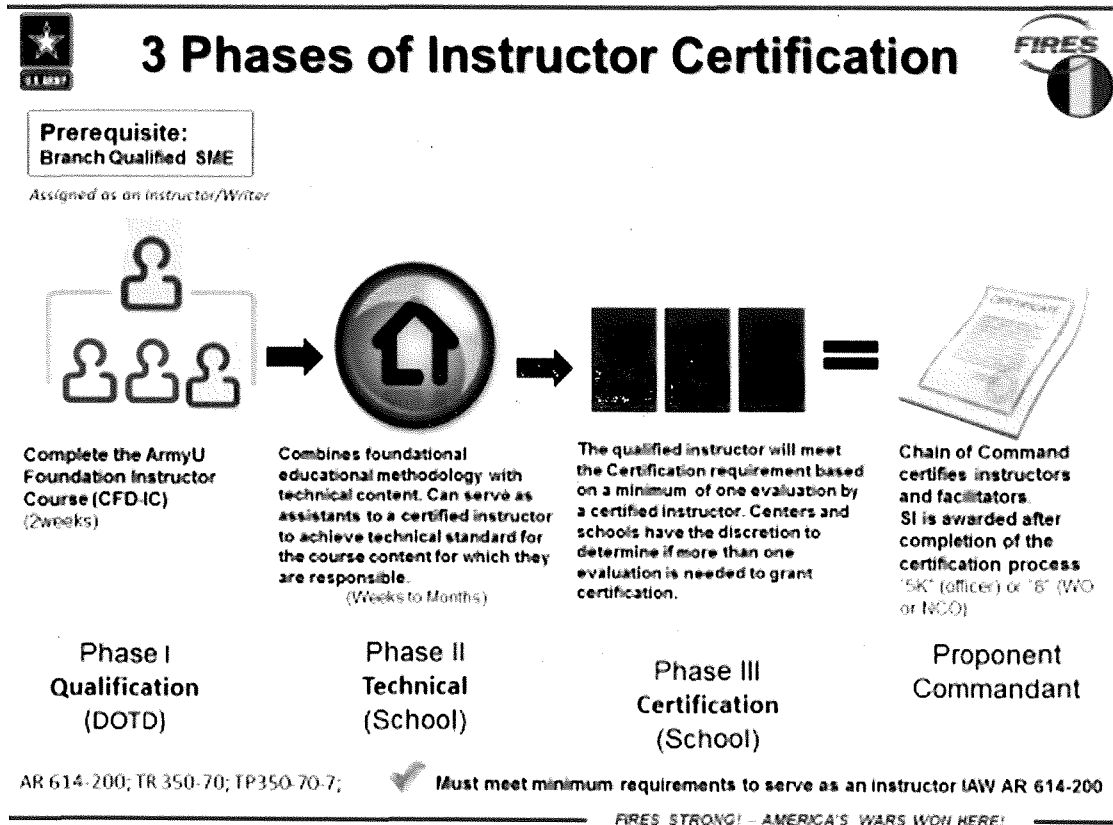 3 Phases of Instructor Certification
U.S. ARMY
FIRES
Prerequisite:
Branch Qualified SME
Assigned as an instructor/Writer
CERTIFICATE
Complete the ArmyU
Foundation Instructor
Course (CFD-IC)
(2weeks)
Combines foundational
educational methodology with
technical content. Can serve as
assistants to a certified instructor
to achieve technical standard for
the course content for which they
are responsible.
(Weeks to Months)
The qualified instructor will meet
the Certification requirement based
on a minimum of one evaluation by
a certified instructor. Centers and
schools have the discretion to
determine if more than one
evaluation is needed to grant
certification.
Chain of Command
certifies instructors
and facilitators.
SI is awarded after
completion of the
certification process
"5K" (officer) or "8" (WO
or NCO)
Phase I
Qualification
(DOTD)
Phase II
Technical
(School)
Phase III
Certification
(School)
Proponent
Commandant
AR 614-200; TR 350-70; TP350-70-7;
Must meet minimum requirements to serve as an instructor IAW AR 614-200
FIRES STRONG! - AMERICA'S WARS WON HERE!